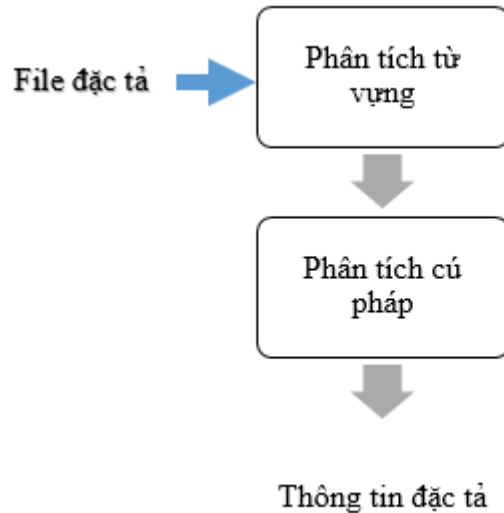 File đặc tả
Phân tích từ
vựng
Phân tích cú
pháp
Thông tin đặc tả